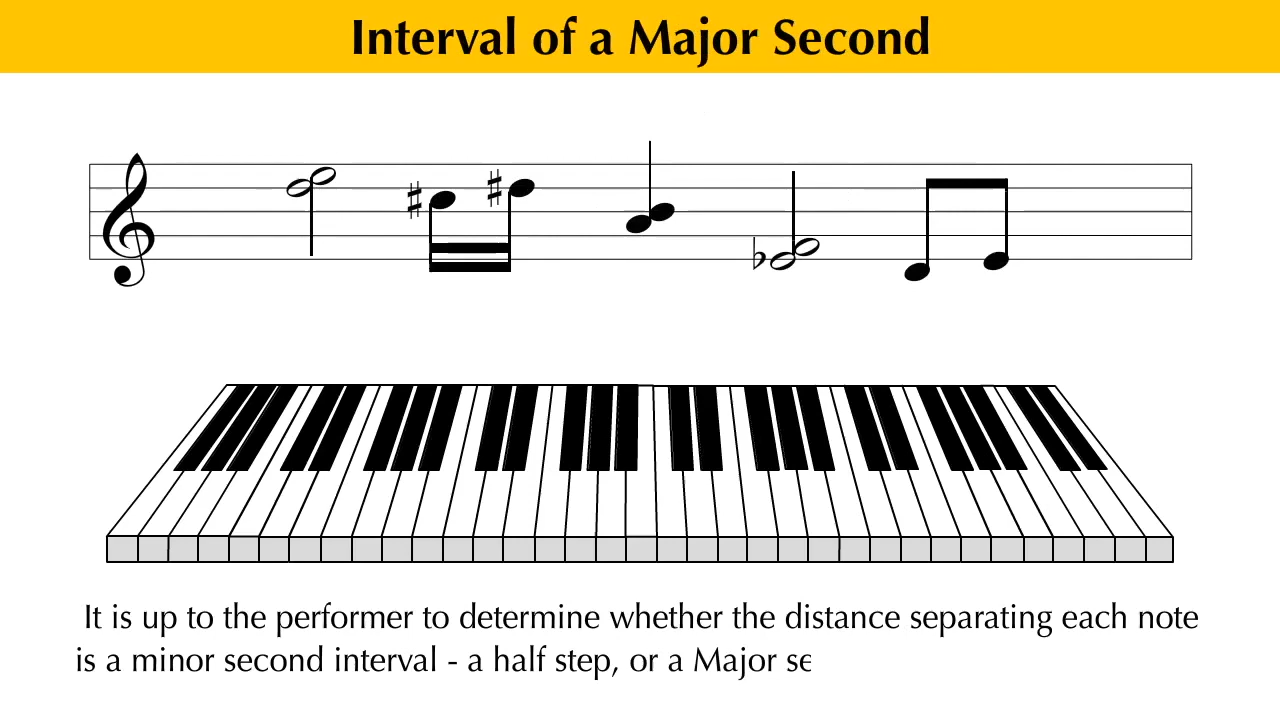 Interval of a Major Second
It is up to the performer to determine whether the distance separating each note
is a minor second interval - a half step, or a Major se